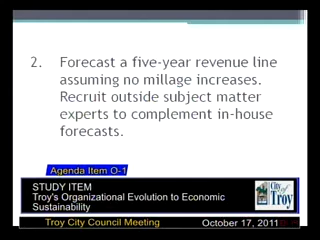 2. Forecast a five-year revenue line
assuming no millage increases.
Recruit outside subject matter
experts to complement in-house
forecasts.
Agenda Item O-1
STUDY ITEM
Troy's Organizational Evolution to Economic
Sustainability
City of
Troy
Troy City Council Meeting
October 17, 2011